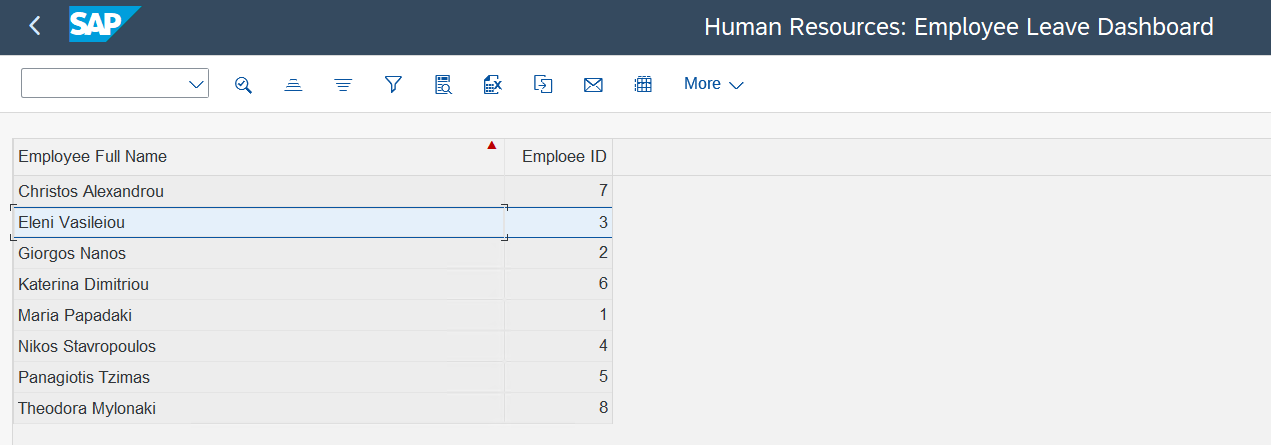 SAP
Human Resources: Employee Leave Dashboard
More
Employee Full Name Emploee ID
Christos Alexandrou 7
Eleni Vasileiou 3
Giorgos Nanos 2
Katerina Dimitriou 6
Maria Papadaki 1
Nikos Stavropoulos 4
Panagiotis Tzimas 5
Theodora Mylonaki 8